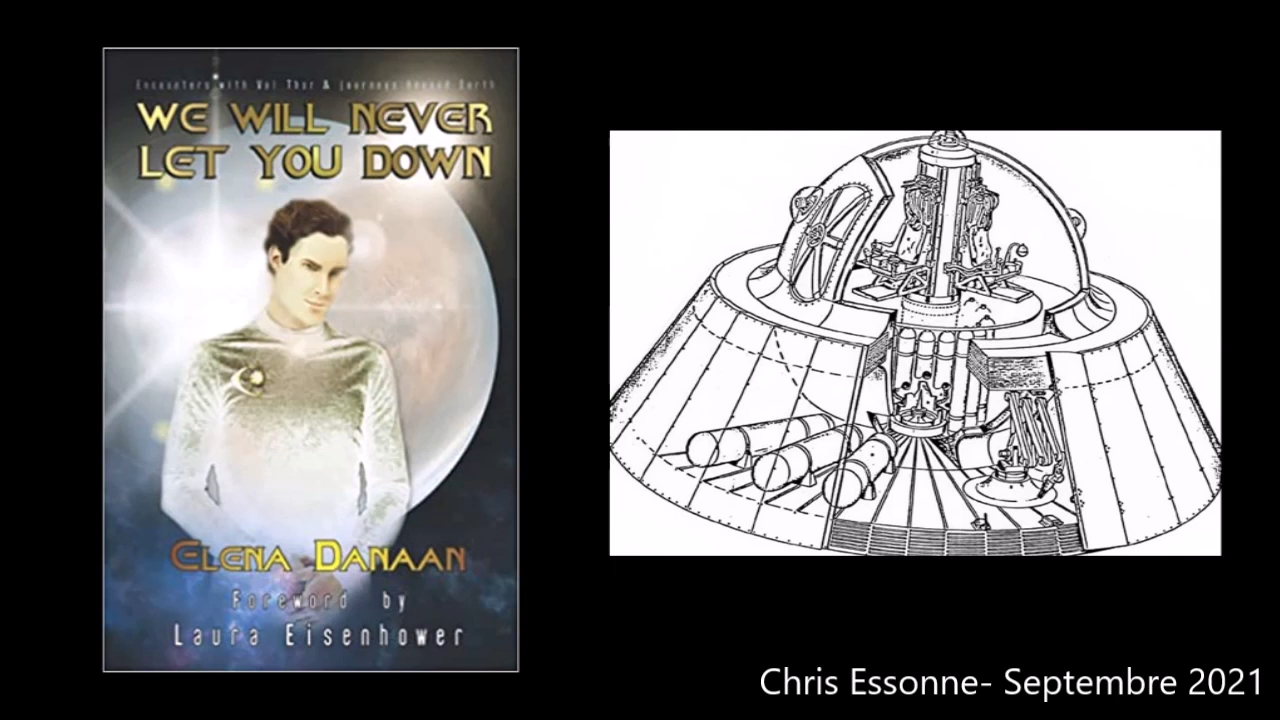 Encounters with Val Thor & journeys beyond Earth
WE WILL NEVER
LET YOU DOWN
ELENA DANAAN
Foreword by
Laura Eisenhower
Chris Essonne- Septembre 2021